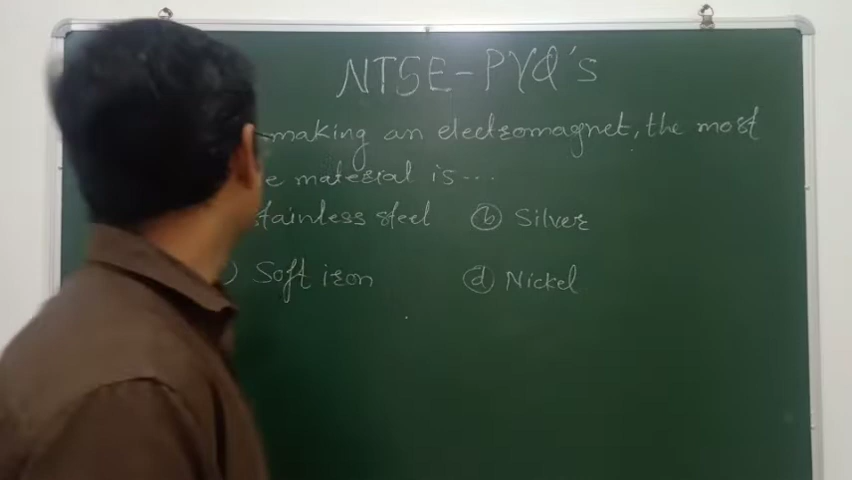 NTSE-PYQ's
making an electromagnet, the most
material is...
stainless steel (b) Silver
Soft iron (d) Nickel